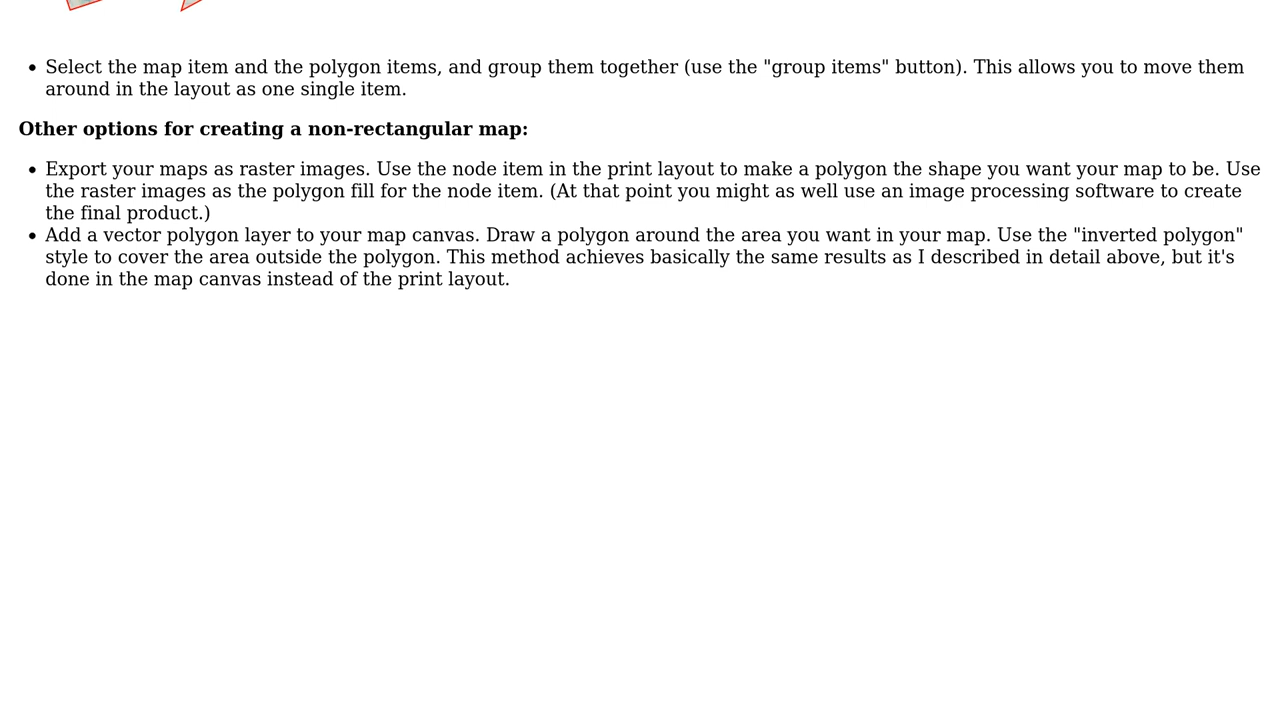 Select the map item and the polygon items, and group them together (use the "group items" button). This allows you to move them
around in the layout as one single item.
Other options for creating a non-rectangular map:
Export your maps as raster images. Use the node item in the print layout to make a polygon the shape you want your map to be. Use
the raster images as the polygon fill for the node item. (At that point you might as well use an image processing software to create
the final product.)
Add a vector polygon layer to your map canvas. Draw a polygon around the area you want in your map. Use the "inverted polygon"
style to cover the area outside the polygon. This method achieves basically the same results as I described in detail above, but it's
done in the map canvas instead of the print layout.